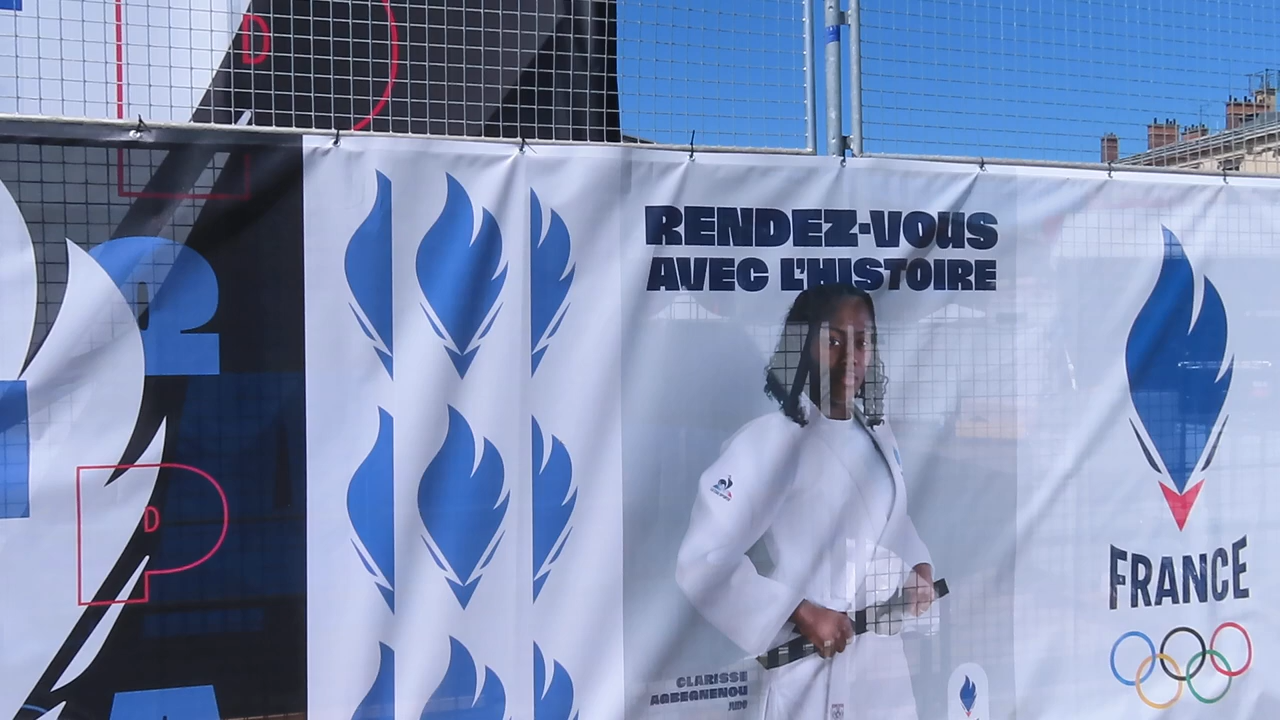 D
RENDEZ-VOUS
AVEC L'HISTOIRE
D
FRANCE
CLARISSE
AGBEGNENOU
JUDO